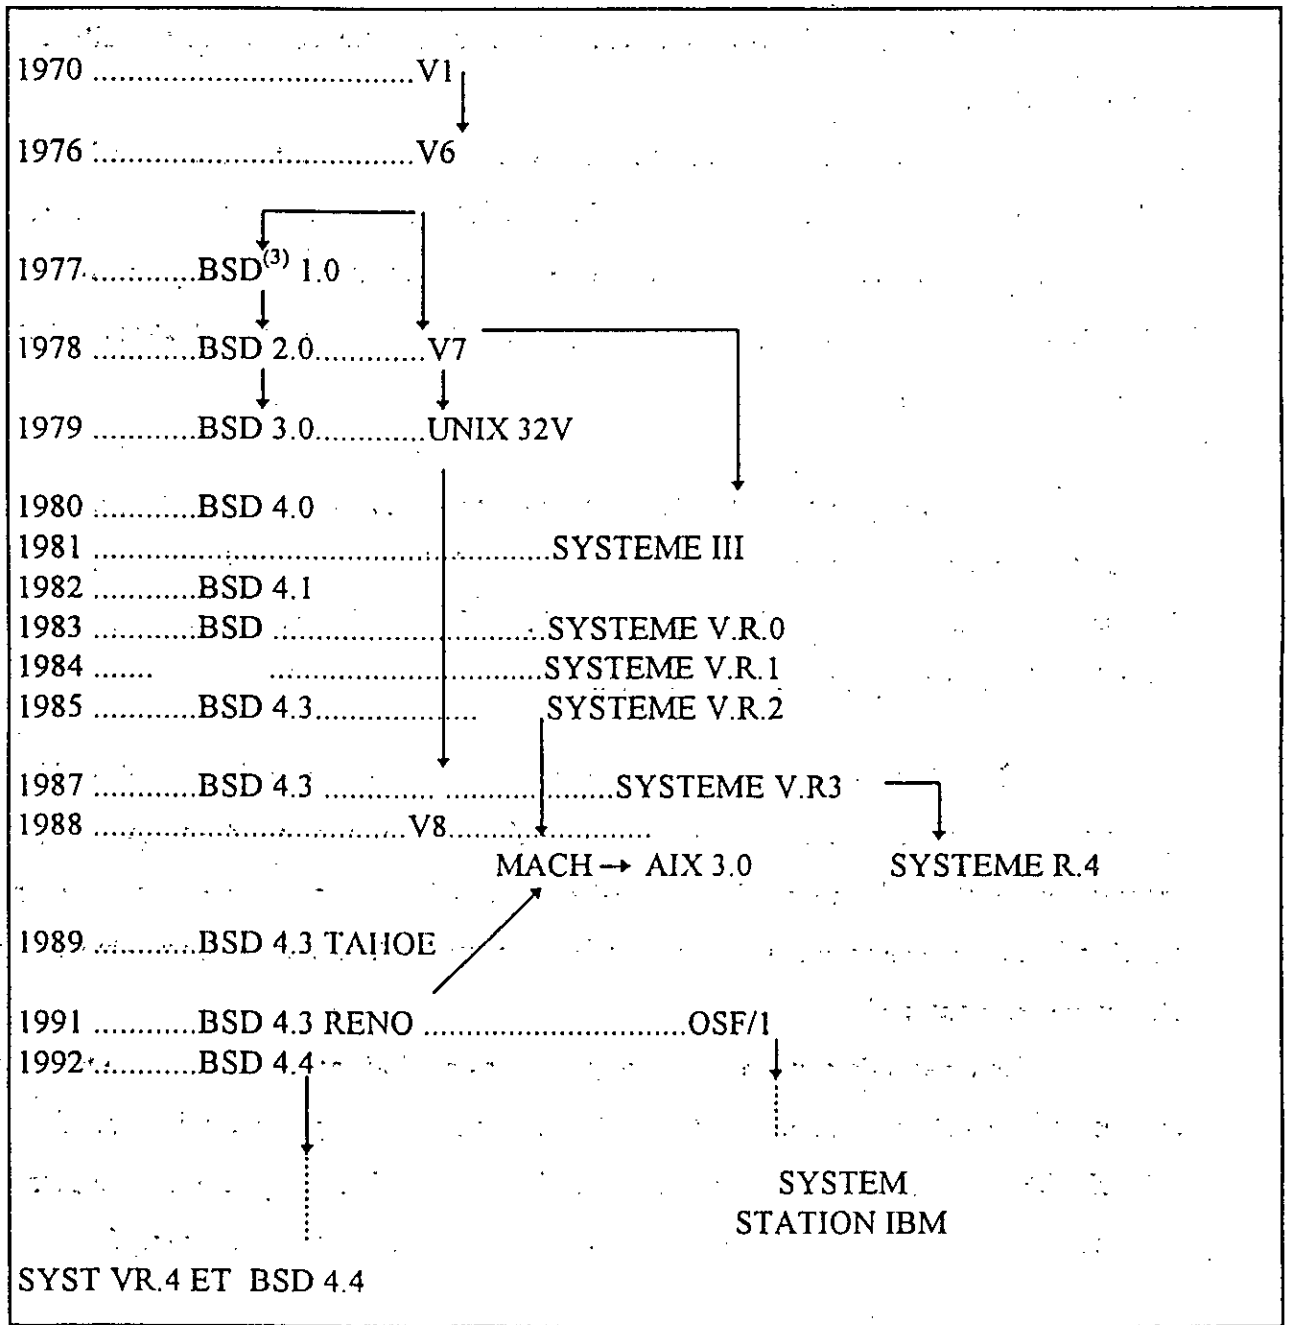 1970 ..................................V1
1976 ..................................V6
1977............BSD(3) 1.0
1978 ...........BSD 2.0............V7
1979 ...........BSD 3.0............UNIX 32V
1980 ...........BSD 4.0
1981 .................................................SYSTEME III
1982 ...........BSD 4.1
1983 ...........BSD .............................SYSTEME V.R.0
1984 ....... .............................SYSTEME V.R.1
1985 ...........BSD 4.3................. SYSTEME V.R.2
1987 ...........BSD 4.3 ............. ..................SYSTEME V.R3
1988 ..................................V8......................
MACH → AIX 3.0 SYSTEME R.4
1989 ...........BSD 4.3 TAHOE
1991 ...........BSD 4.3 RENO ............................OSF/1
1992 ...........BSD 4.4
SYSTEM
STATION IBM
SYST VR.4 ET BSD 4.4